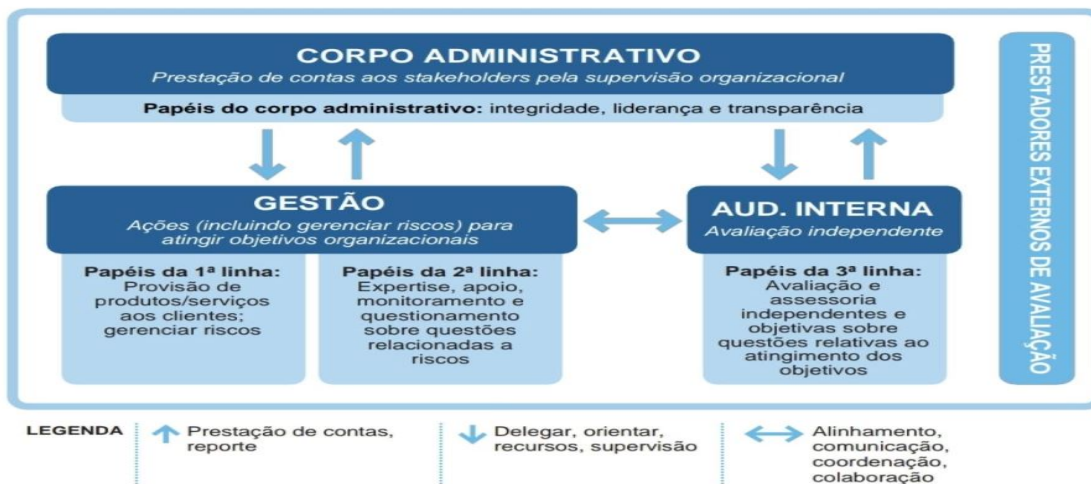 CORPO ADMINISTRATIVO
Prestação de contas aos stakeholders pela supervisão organizacional
Papéis do corpo administrativo: integridade, liderança e transparência
GESTÃO
Ações (incluindo gerenciar riscos) para
atingir objetivos organizacionais
Papéis da 1ª linha:
Provisão de
produtos/serviços
aos clientes;
gerenciar riscos
Papéis da 2ª linha:
Expertise, apoio,
monitoramento e
questionamento
sobre questões
relacionadas a
riscos
AUD. INTERNA
Avaliação independente
Papéis da 3ª linha:
Avaliação e
assessoria
independentes e
objetivas sobre
questões relativas ao
atingimento dos
objetivos
PRESTADORES EXTERNOS DE AVALIAÇÃO
LEGENDA
Prestação de contas,
reporte
Delegar, orientar,
recursos, supervisão
Alinhamento,
comunicação,
coordenação,
colaboração